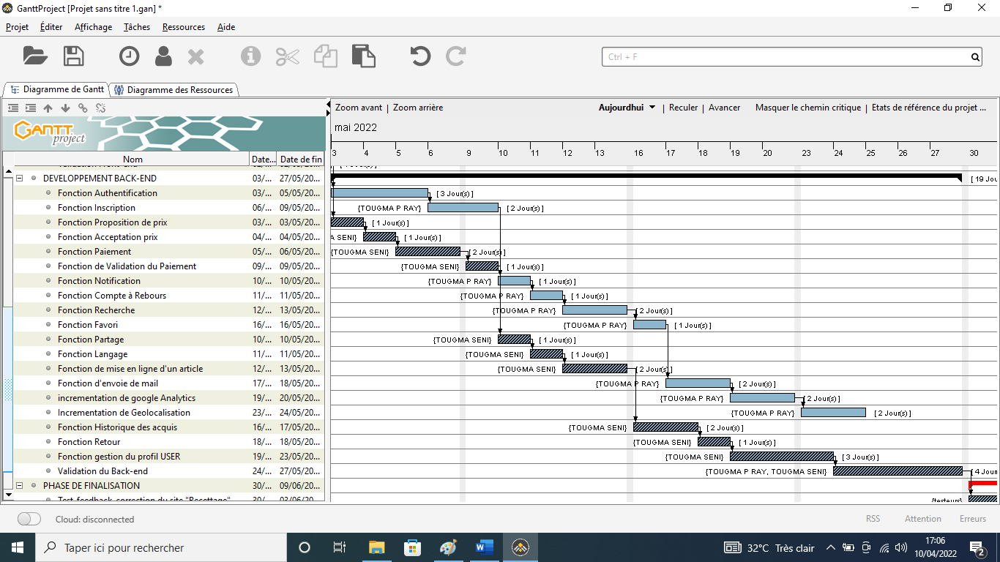 GanttProject [Projet sans titre 1.gan] *
Projet Éditer Affichage Tâches Ressources Aide
Ctrl + F
Diagramme de Gantt Diagramme des Ressources
Zoom avant | Zoom arrière Aujourd'hui | Reculer | Avancer Masquer le chemin critique | Etats de référence du projet ...
GANTT project
mai 2022
Nom Date... Date de fin 3 4 5 6 9 10 11 12 13 16 17 18 19 20 23 24 25 27 30
DEVELOPPEMENT BACK-END 03/... 27/05/20... [ 19 Jou
Fonction Authentification 03/... 05/05/20... [ 3 Jour(s) ]
Fonction Inscription 06/... 09/05/20... {TOUGMA P RAY} [ 2 Jour(s) ]
Fonction Proposition de prix 03/... 03/05/20... [ 1 Jour(s) ]
Fonction Acceptation prix 04/... 04/05/20... A SENI} [ 1 Jour(s) ]
Fonction Paiement 05/... 06/05/20... {TOUGMA SENI} [ 2 Jour(s) ]
Fonction de Validation du Paiement 09/... 09/05/20... {TOUGMA SENI} [ 1 Jour(s) ]
Fonction Notification 10/... 10/05/20... {TOUGMA P RAY} [ 1 Jour(s) ]
Fonction Compte à Rebours 11/... 11/05/20... {TOUGMA P RAY} [ 1 Jour(s) ]
Fonction Recherche 12/... 13/05/20... {TOUGMA P RAY} [ 2 Jour(s) ]
Fonction Favori 16/... 16/05/20... {TOUGMA P RAY} [ 1 Jour(s) ]
Fonction Partage 10/... 10/05/20... {TOUGMA SENI} [ 1 Jour(s) ]
Fonction Langage 11/... 11/05/20... {TOUGMA SENI} [ 1 Jour(s) ]
Fonction de mise en ligne d'un article 12/... 13/05/20... {TOUGMA SENI} [ 2 Jour(s) ]
Fonction d'envoie de mail 17/... 18/05/20... {TOUGMA P RAY} [ 2 Jour(s) ]
incrementation de google Analytics 19/... 20/05/20... {TOUGMA P RAY} [ 2 Jour(s) ]
Incrementation de Geolocalisation 23/... 24/05/20... {TOUGMA P RAY} [ 2 Jour(s) ]
Fonction Historique des acquis 16/... 17/05/20... {TOUGMA SENI} [ 2 Jour(s) ]
Fonction Retour 18/... 18/05/20... {TOUGMA SENI} [ 1 Jour(s) ]
Fonction gestion du profil USER 19/... 23/05/20... {TOUGMA SENI} [ 3 Jour(s) ]
Validation du Back-end 24/... 27/05/20... {TOUGMA P RAY, TOUGMA SENI} [ 4 Jour
PHASE DE FINALISATION 30/... 09/06/20...
Test feedback correction du site "Recettage" 30/ 03/06/20 {testeurs}
Cloud: disconnected RSS Attention Erreurs
Taper ici pour rechercher 32°C Très clair 17:06
10/04/2022
2